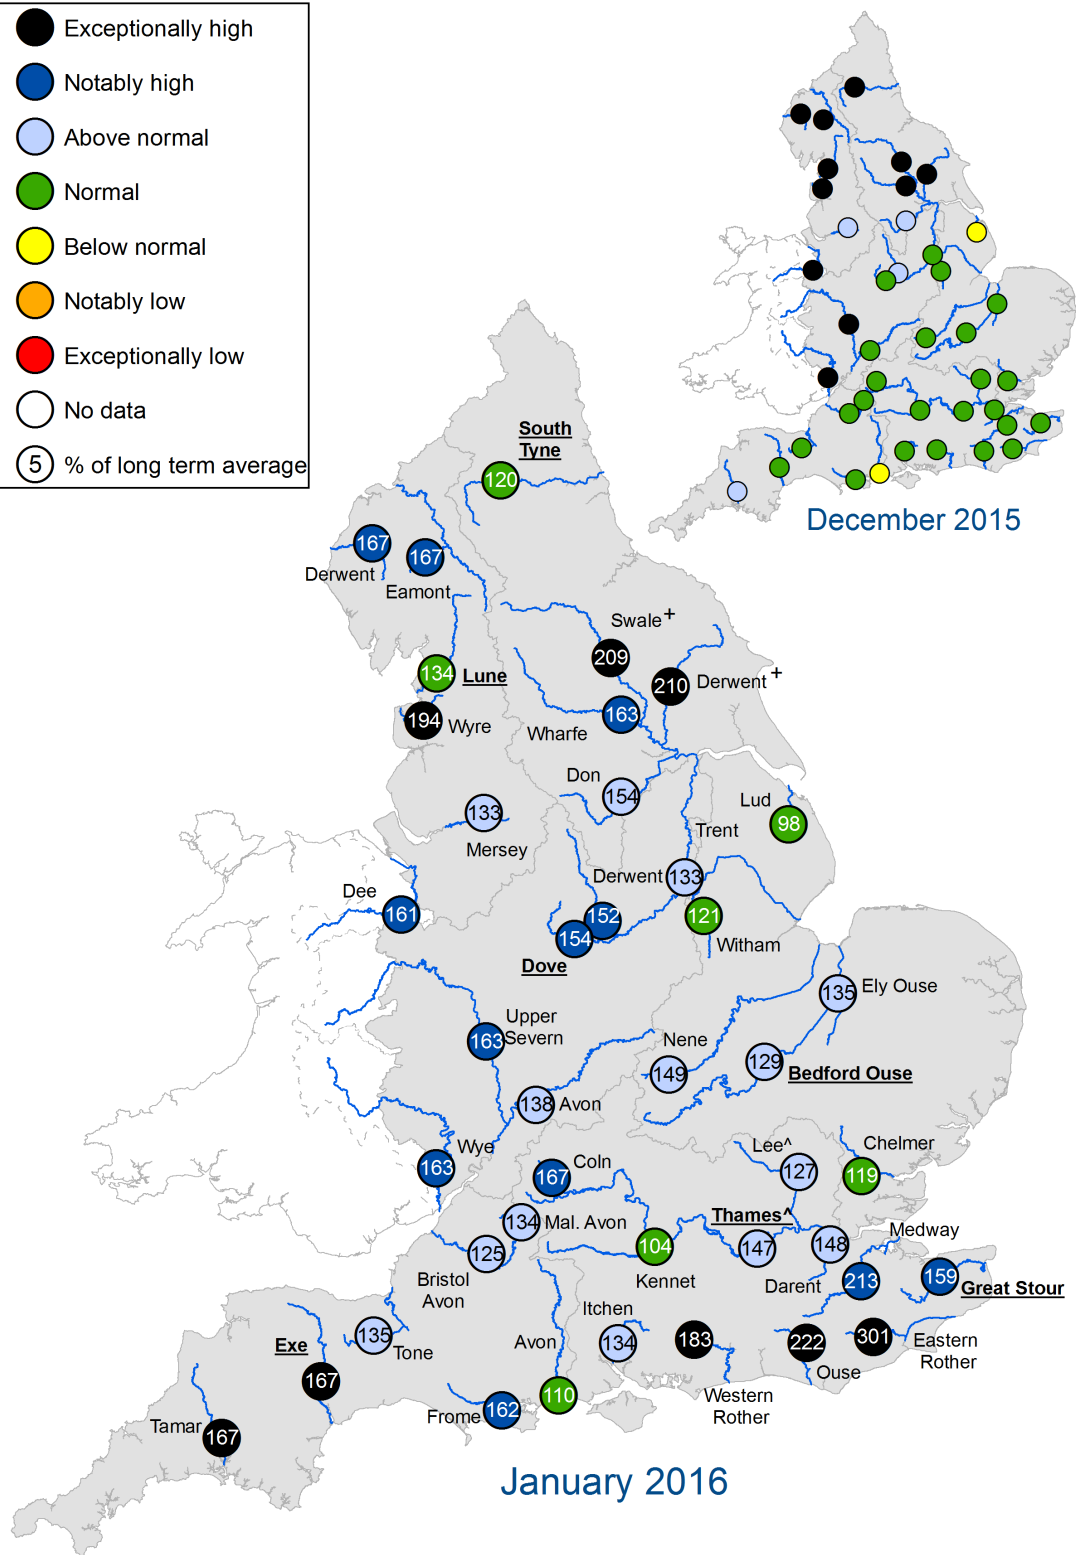 Exceptionally high
Notably high
Above normal
Normal
Below normal
Notably low
Exceptionally low
No data
5 % of long term average
December 2015
South
Tyne
120
167
Derwent
167
Eamont
Swale+
209
210
Derwent+
134
Lune
194
Wyre
163
Wharfe
Don
154
133
Mersey
Lud
98
Trent
Derwent
133
Dee
161
152
154
Dove
121
Witham
135
Ely Ouse
Upper
Severn
163
Nene
149
129
Bedford Ouse
138
Avon
Wye
163
Coln
167
Lee^
127
Chelmer
119
134
Mal. Avon
125
Bristol
Avon
104
Kennet
Thames^
147
148
Medway
Darent
213
159
Great Stour
Exe
167
135
Tone
Itchen
134
183
Western
Rother
222
Ouse
301
Eastern
Rother
Avon
110
Frome
162
Tamar
167
January 2016